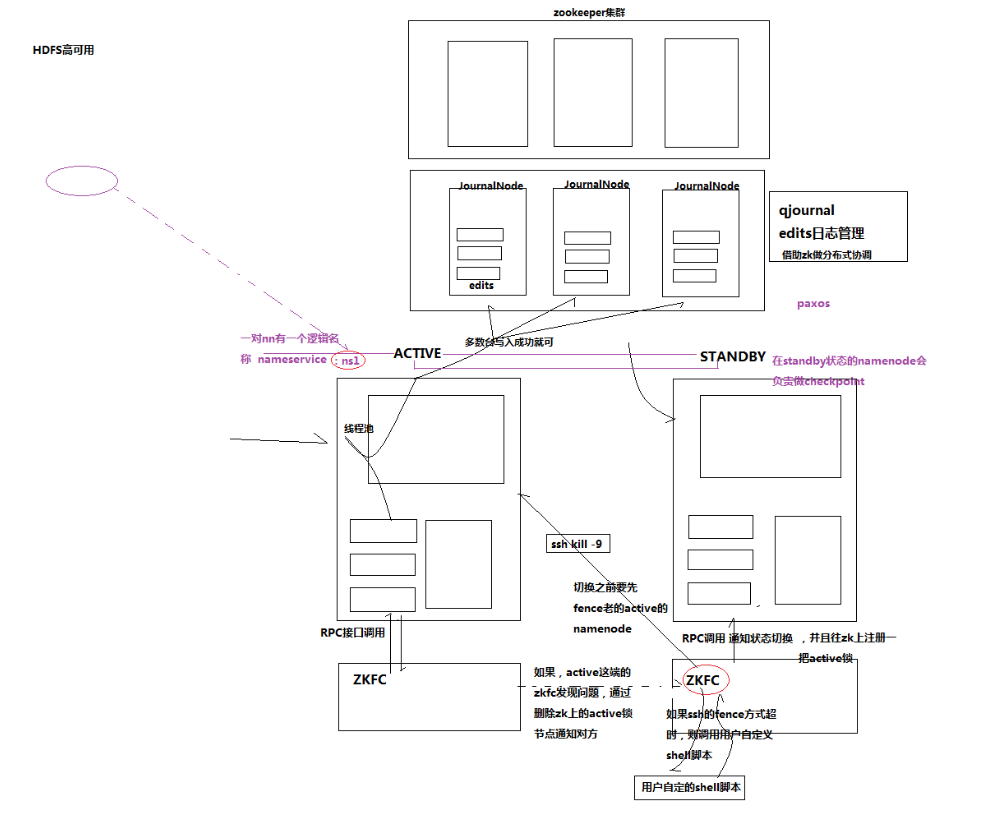 zookeeper集群
HDFS高可用
JournalNode
JournalNode
JournalNode
edits
qjournal
edits日志管理
借助zk做分布式协调
paxos
多数台写入成功就可
一对nn有一个逻辑名
称 nameservice
：ns1
ACTIVE
STANDBY
在standby状态的namenode会
负责做checkpoint
线程池
ssh kill -9
切换之前要先
fence老的active的
namenode
RPC接口调用
RPC调用 通知状态切换 ，并且往zk上注册一
把active锁
ZKFC
如果，active这端的
zkfc发现问题，通过
删除zk上的active锁
节点通知对方
ZKFC
如果ssh的fence方式超
时，则调用用户自定义
shell脚本
用户自定的shell脚本